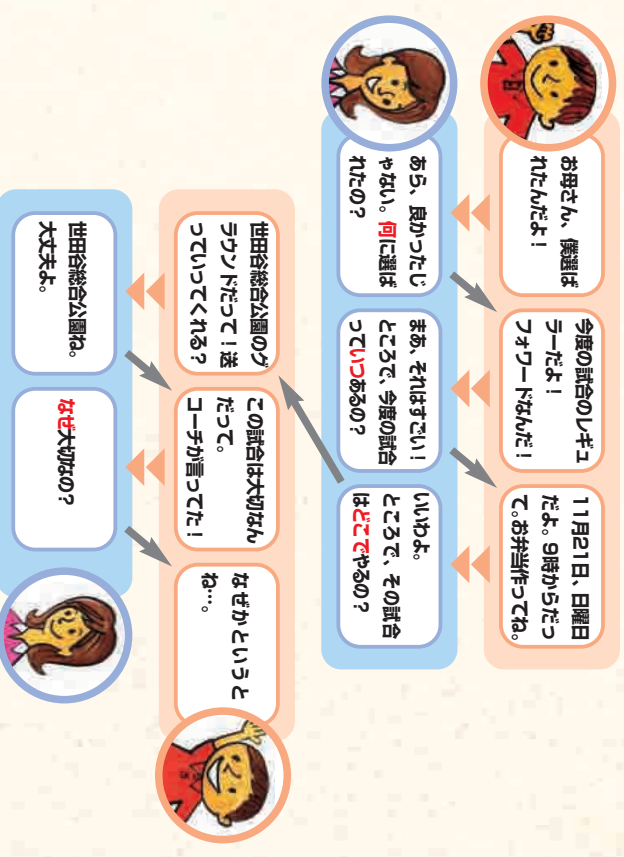 お母さん、僕選ば
れたんだよ！
あら、良かったじ
ゃない。何に選ば
れたの？
今度の試合のレギュ
ラーだよ！
フォワードなんだ！
まあ、それはすごい！
ところで、今度の試合
っていつあるの？
11月21日、日曜日
だよ。9時からだっ
て。お弁当作ってね。
いいわよ。
ところで、その試合
はどこでやるの？
世田谷総合公園のグ
ラウンドだって！送
っていってくれる？
世田谷総合公園ね。
大丈夫よ。
この試合は大切なん
だって。
コーチが言ってた！
なぜ大切なの？
なぜかというと
ね…。